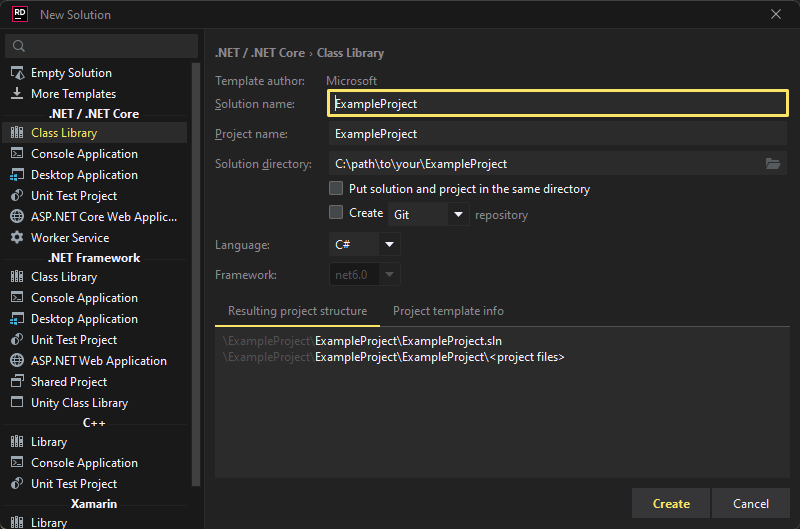 RD New Solution
Empty Solution
More Templates
.NET / .NET Core
Class Library
Console Application
Desktop Application
Unit Test Project
ASP.NET Core Web Applic...
Worker Service
.NET Framework
Class Library
Console Application
Desktop Application
Unit Test Project
ASP.NET Web Application
Shared Project
Unity Class Library
C++
Library
Console Application
Unit Test Project
Xamarin
Library
.NET / .NET Core › Class Library
Template author: Microsoft
Solution name: ExampleProject
Project name: ExampleProject
Solution directory: C:\path\to\your\ExampleProject
Put solution and project in the same directory
Create Git repository
Language: C#
Framework: net6.0
Resulting project structure Project template info
\ExampleProject\ExampleProject\ExampleProject.sln
\ExampleProject\ExampleProject\ExampleProject\<project files>
Create Cancel